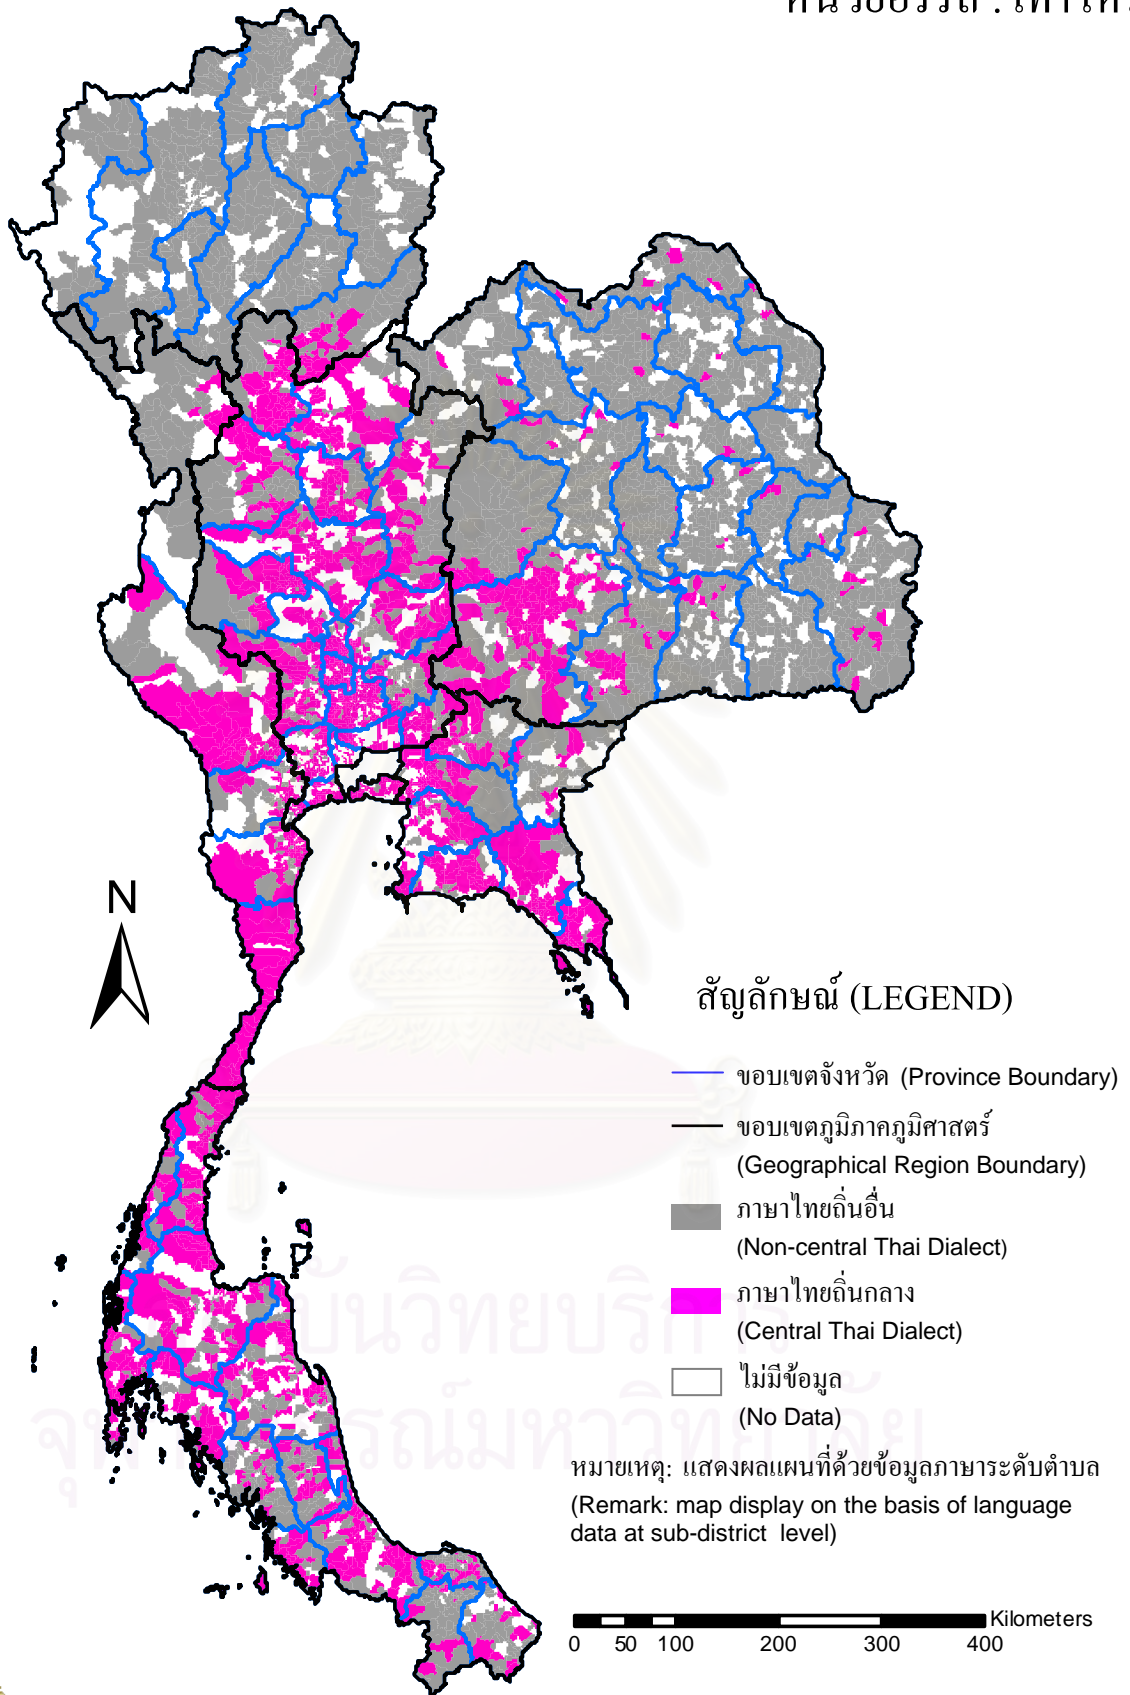 N
สัญลักษณ์ (LEGEND)
ขอบเขตจังหวัด (Province Boundary)
ขอบเขตภูมิภาคภูมิศาสตร์
(Geographical Region Boundary)
ภาษาไทยถิ่นอื่น
(Non-central Thai Dialect)
ภาษาไทยถิ่นกลาง
(Central Thai Dialect)
ไม่มีข้อมูล
(No Data)
หมายเหตุ: แสดงผลแผนที่ด้วยข้อมูลภาษาระดับตำบล
(Remark: map display on the basis of language
data at sub-district level)
Kilometers
0 50 100 200 300 400